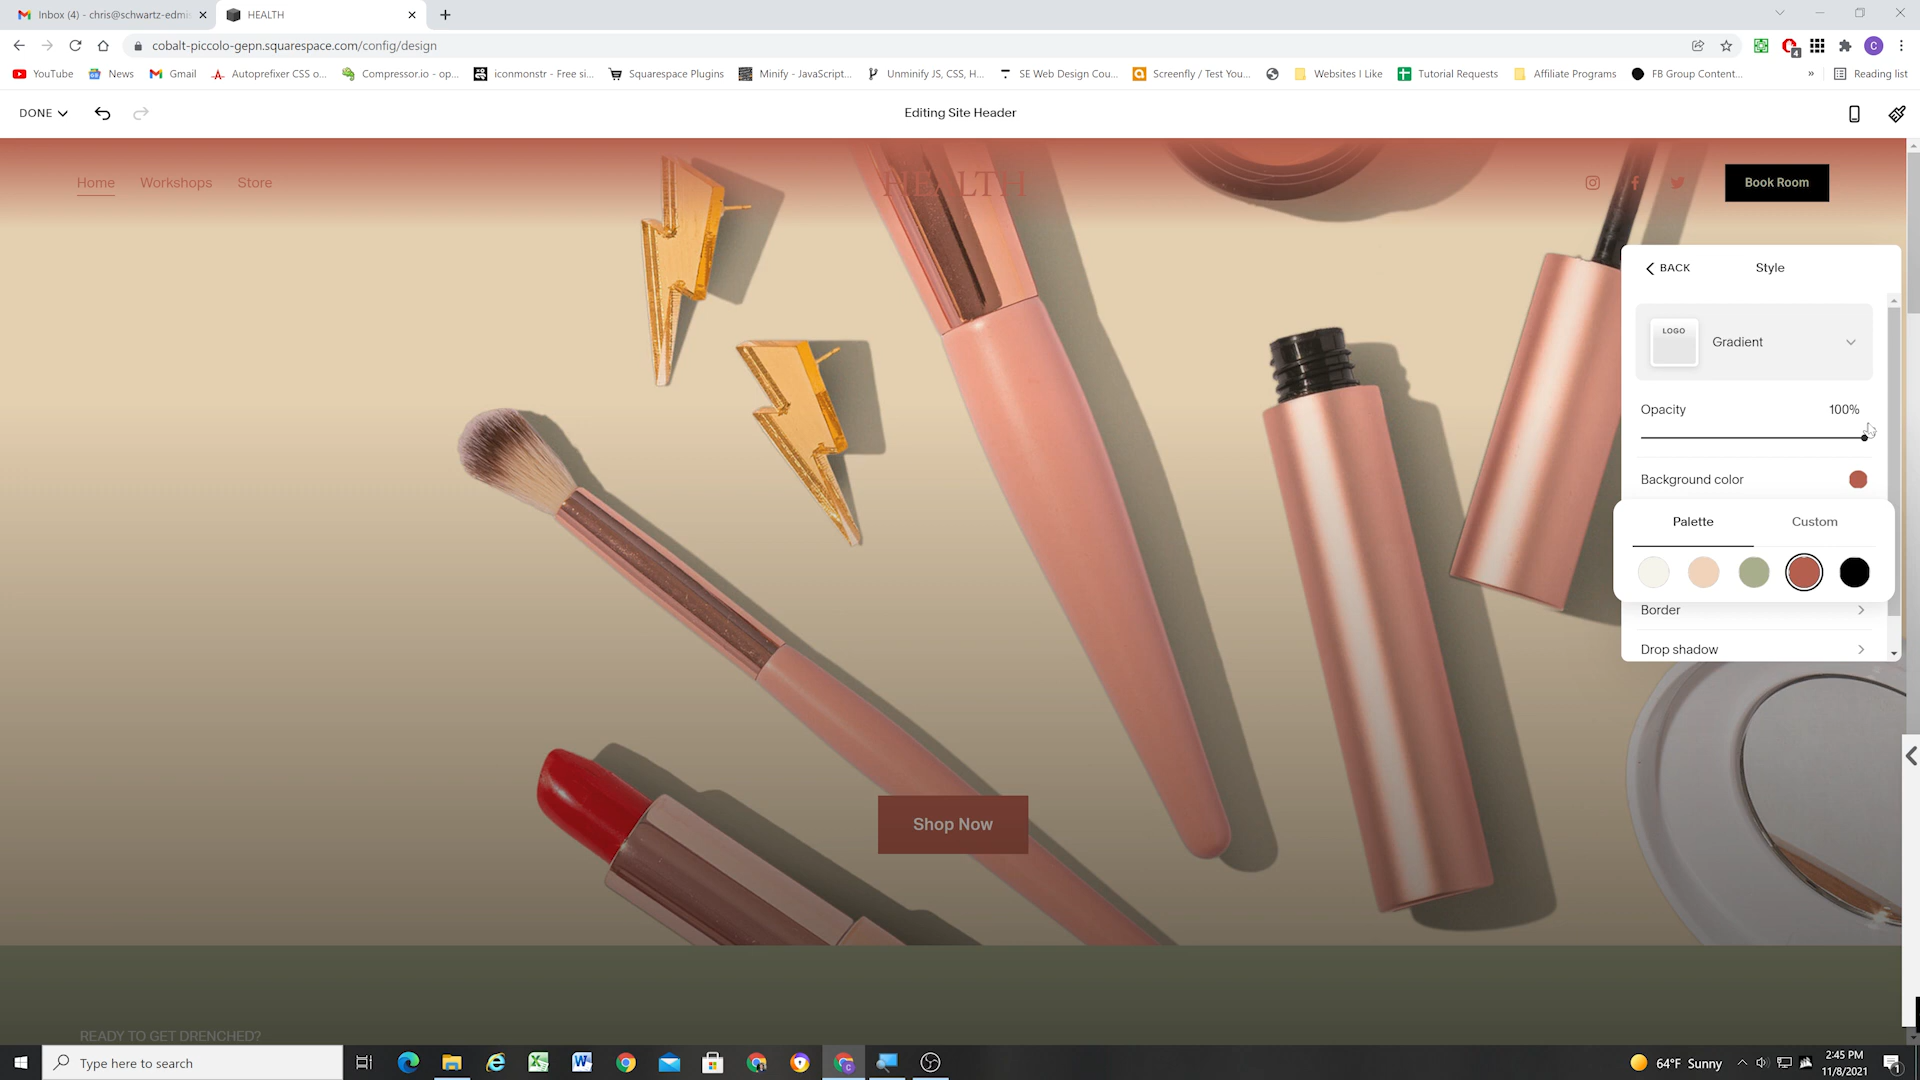 Inbox (4) - chris@schwartz-edmi
HEALTH
cobalt-piccolo-gepn.squarespace.com/config/design
YouTube
News
Gmail
Autoprefixer CSS o...
Compressor.io - op...
iconmonstr - Free si...
Squarespace Plugins
Minify - JavaScript...
Unminify JS, CSS, H...
SE Web Design Cou...
Screenfly / Test You...
Websites I Like
Tutorial Requests
Affiliate Programs
FB Group Content...
»
Reading list
DONE
Editing Site Header
Home
Workshops
Store
HEALTH
Book Room
BACK
Style
LOGO
Gradient
Opacity
100%
Background color
Palette
Custom
Border
Drop shadow
Shop Now
READY TO GET DRENCHED?
Type here to search
64°F Sunny
2:45 PM
11/8/2021